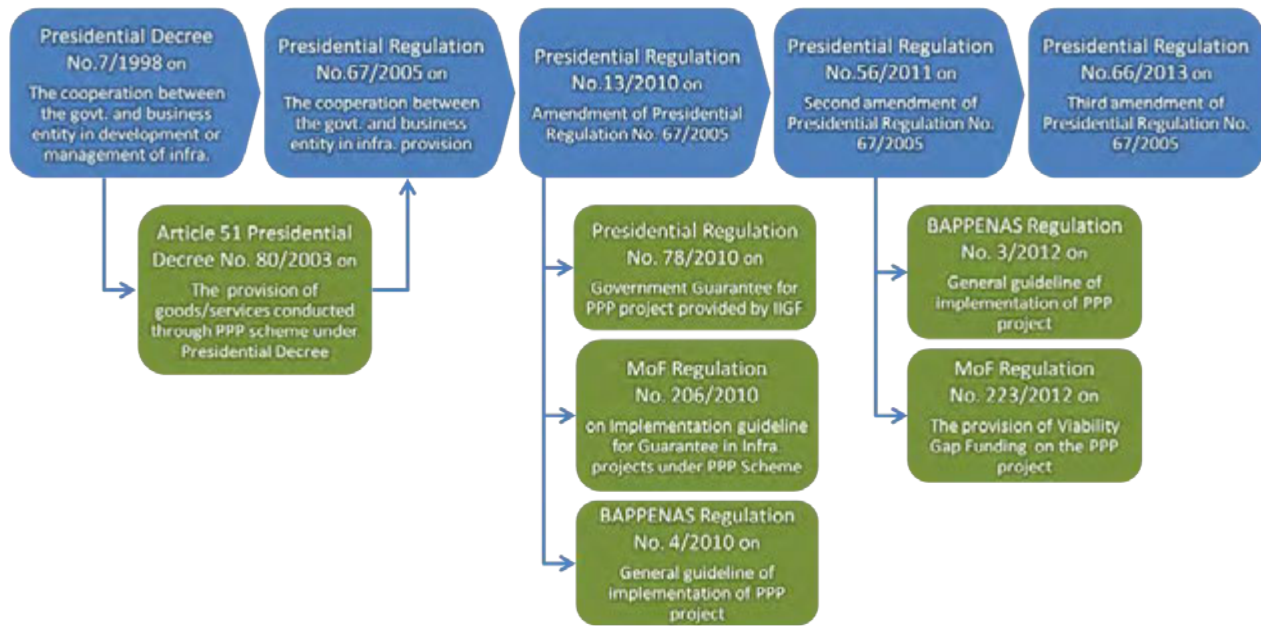 Presidential Decree
No.7/1998 on
The cooperation between
the govt. and business
entity in development or
management of infra.
Presidential Regulation
No.67/2005 on
The cooperation between
the govt. and business
entity in infra. provision
Presidential Regulation
No.13/2010 on
Amendment of Presidential
Regulation No. 67/2005
Presidential Regulation
No.56/2011 on
Second amendment of
Presidential Regulation No.
67/2005
Presidential Regulation
No.66/2013 on
Third amendment of
Presidential Regulation No.
67/2005
Article 51 Presidential
Decree No. 80/2003 on
The provision of
goods/services conducted
through PPP scheme under
Presidential Decree
Presidential Regulation
No. 78/2010 on
Government Guarantee for
PPP project provided by IIGF
MoF Regulation
No. 206/2010
on Implementation guideline
for Guarantee in Infra.
projects under PPP Scheme
BAPPENAS Regulation
No. 4/2010 on
General guideline of
implementation of PPP
project
BAPPENAS Regulation
No. 3/2012 on
General guideline of
implementation of PPP
project
MoF Regulation
No. 223/2012 on
The provision of Viability
Gap Funding on the PPP
project